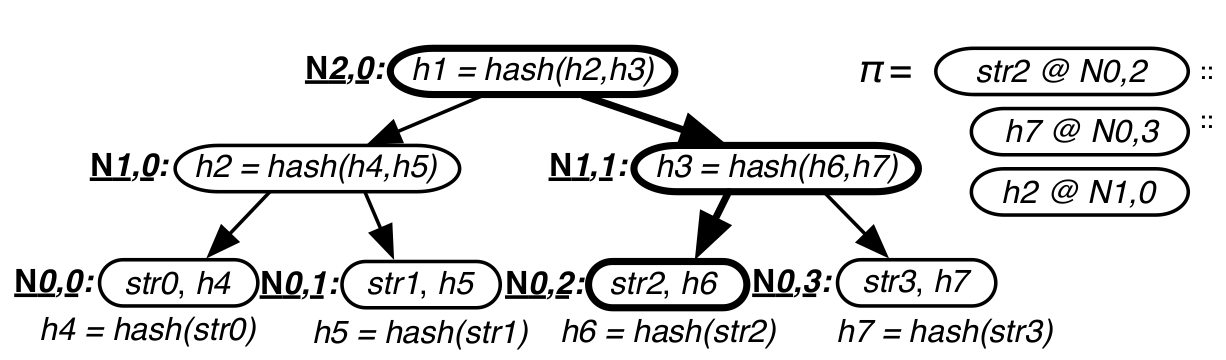 N2,0: h1 = hash(h2,h3)
π = str2 @ N0,2 ::
h7 @ N0,3 ::
h2 @ N1,0
N1,0: h2 = hash(h4,h5) N1,1: h3 = hash(h6,h7)
N0,0: str0, h4 N0,1: str1, h5 N0,2: str2, h6 N0,3: str3, h7
h4 = hash(str0) h5 = hash(str1) h6 = hash(str2) h7 = hash(str3)